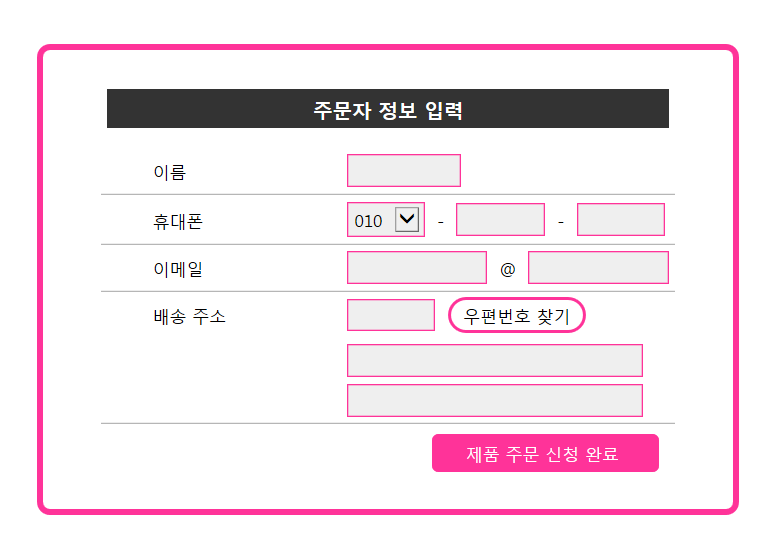 주문자 정보 입력
이름
휴대폰 010 - -
이메일 @
배송 주소 우편번호 찾기
제품 주문 신청 완료